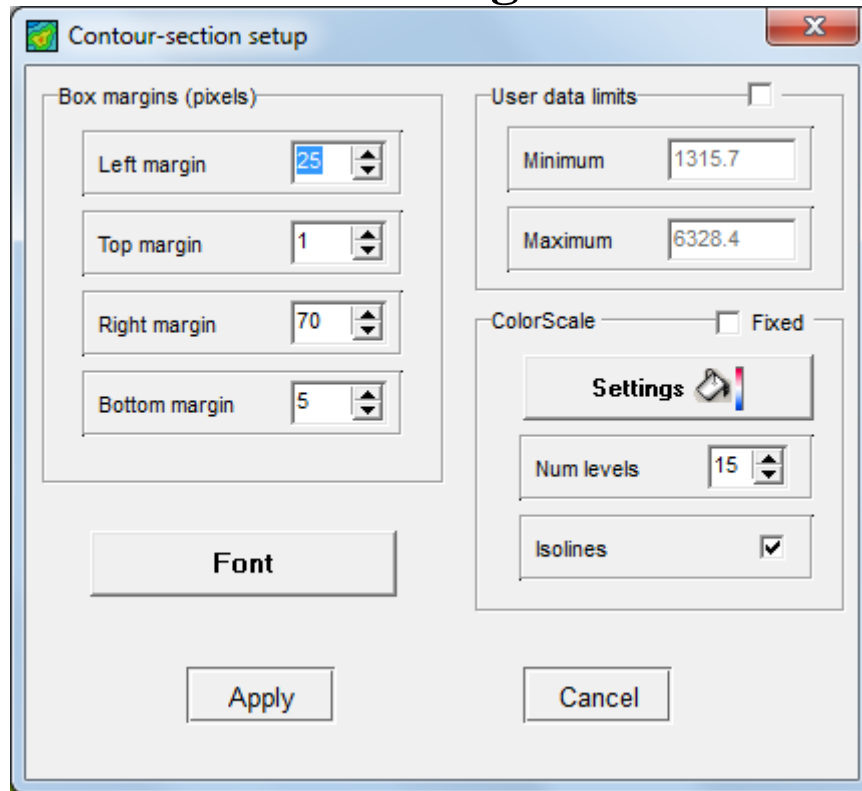 Contour-section setup
Box margins (pixels)
Left margin 25
Top margin 1
Right margin 70
Bottom margin 5
Font
User data limits
Minimum 1315.7
Maximum 6328.4
ColorScale Fixed
Settings
Num levels 15
Isolines
Apply Cancel